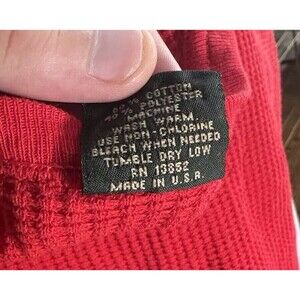 % COTTON
% POLYESTER
MACHINE
WASH WARM.
USE NON-CHLORINE
BLEACH WHEN NEEDED
TUMBLE DRY LOW
RN 13852
MADE IN U.S.A.